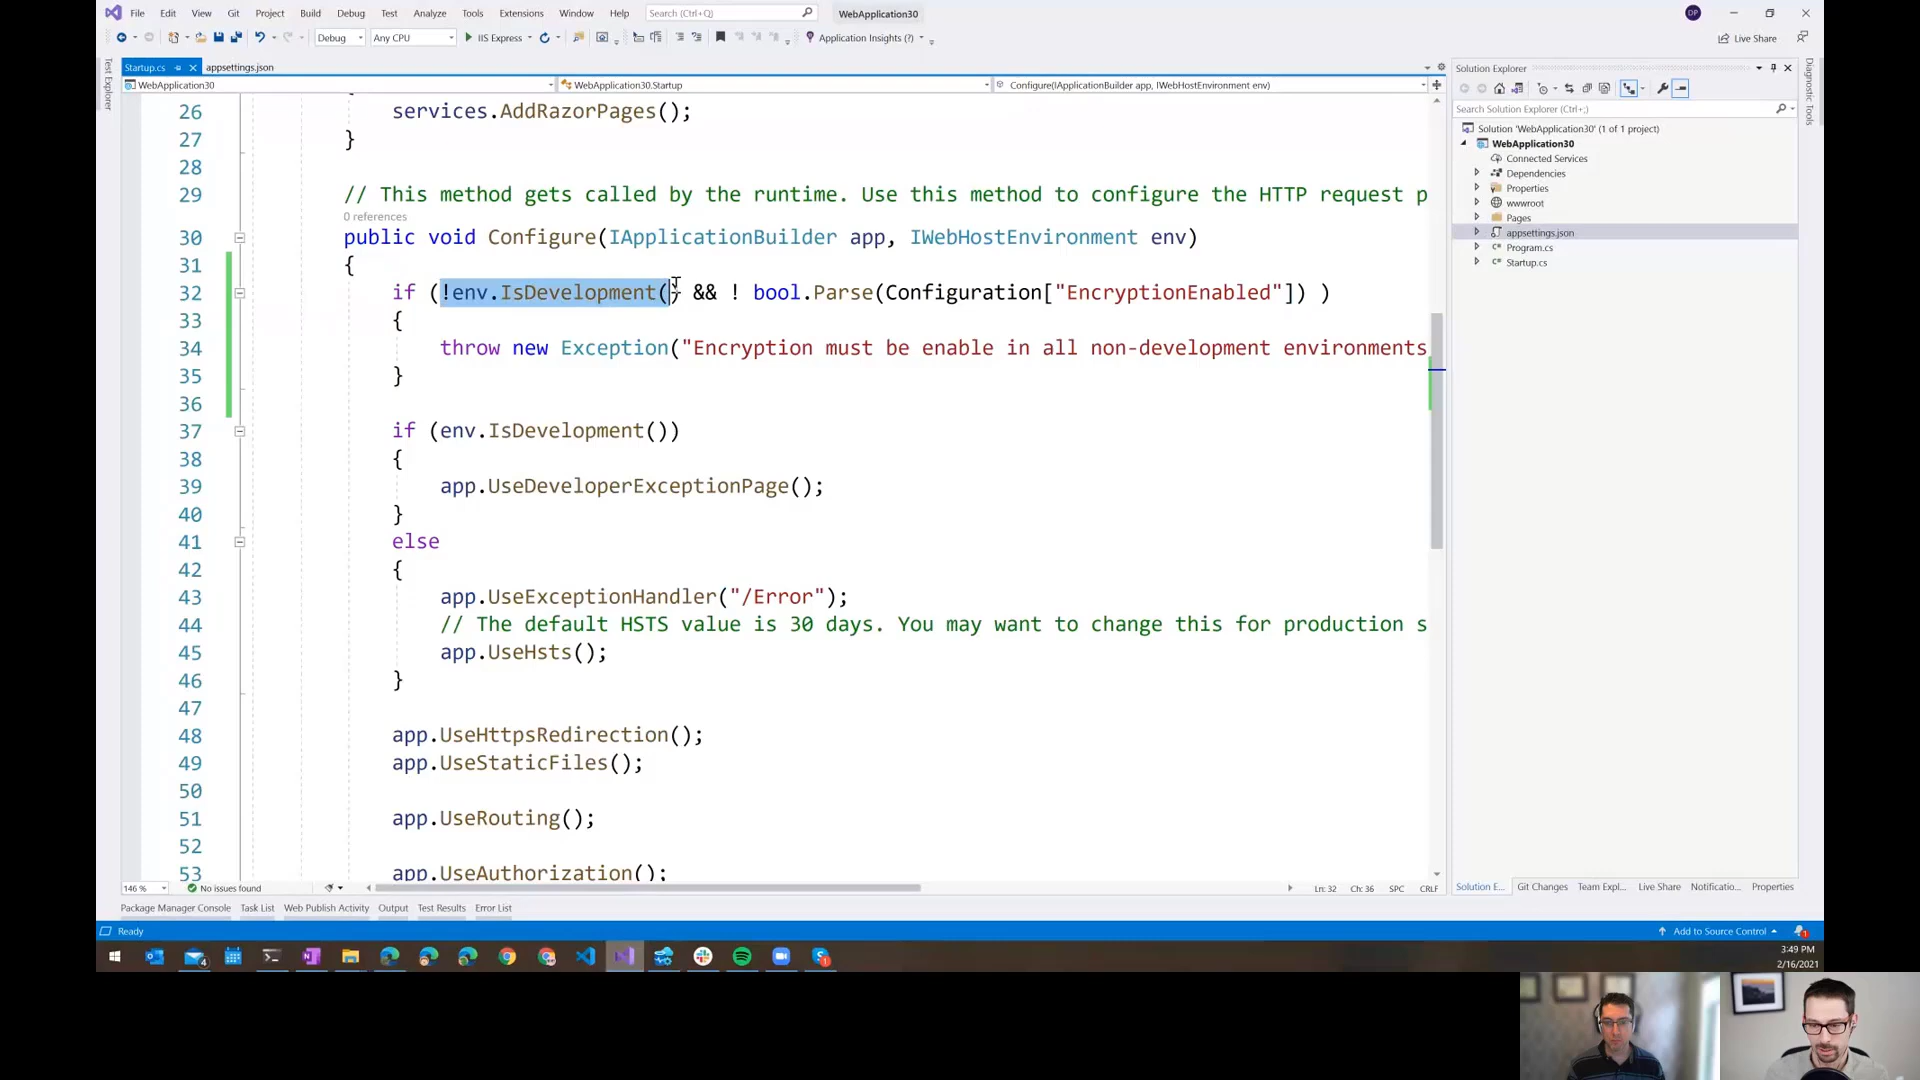 File Edit View Git Project Build Debug Test Analyze Tools Extensions Window Help Search (Ctrl+Q) WebApplication30 DP
Debug Any CPU IIS Express Application Insights (?) Live Share
Test Explorer
Startup.cs appsettings.json
WebApplication30 WebApplication30.Startup Configure(IApplicationBuilder app, IWebHostEnvironment env)
26 services.AddRazorPages();
27 }
28
29 // This method gets called by the runtime. Use this method to configure the HTTP request p
0 references
30 public void Configure(IApplicationBuilder app, IWebHostEnvironment env)
31 {
32 if (!env.IsDevelopment() && ! bool.Parse(Configuration["EncryptionEnabled"]) )
33 {
34 throw new Exception("Encryption must be enable in all non-development environments
35 }
36
37 if (env.IsDevelopment())
38 {
39 app.UseDeveloperExceptionPage();
40 }
41 else
42 {
43 app.UseExceptionHandler("/Error");
44 // The default HSTS value is 30 days. You may want to change this for production s
45 app.UseHsts();
46 }
47
48 app.UseHttpsRedirection();
49 app.UseStaticFiles();
50
51 app.UseRouting();
52
53 app.UseAuthorization();
146 % No issues found Ln: 32 Ch: 36 SPC CRLF
Solution Explorer
Search Solution Explorer (Ctrl+;)
Solution 'WebApplication30' (1 of 1 project)
WebApplication30
Connected Services
Dependencies
Properties
wwwroot
Pages
appsettings.json
Program.cs
Startup.cs
Diagnostic Tools
Solution E... Git Changes Team Expl... Live Share Notificatio... Properties
Package Manager Console Task List Web Publish Activity Output Test Results Error List
Ready Add to Source Control 1
4
3:49 PM
2/16/2021